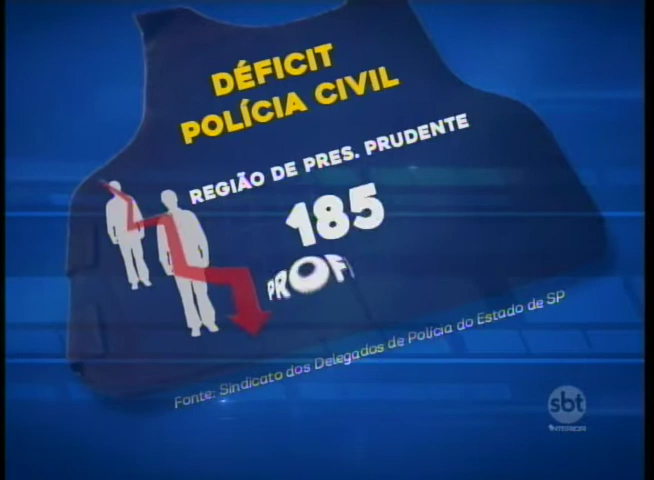 DÉFICIT
POLÍCIA CIVIL
REGIÃO DE PRES. PRUDENTE
185
Fonte: Sindicato dos Delegados de Polícia do Estado de SP
sbt
INTERIOR